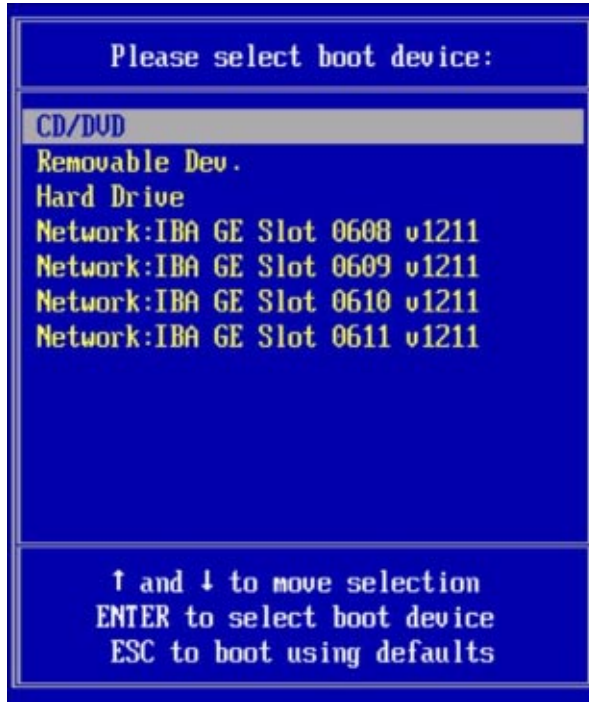 Please select boot device:
CD/DVD
Removable Dev.
Hard Drive
Network:IBA GE Slot 0608 v1211
Network:IBA GE Slot 0609 v1211
Network:IBA GE Slot 0610 v1211
Network:IBA GE Slot 0611 v1211
↑ and ↓ to move selection
ENTER to select boot device
ESC to boot using defaults